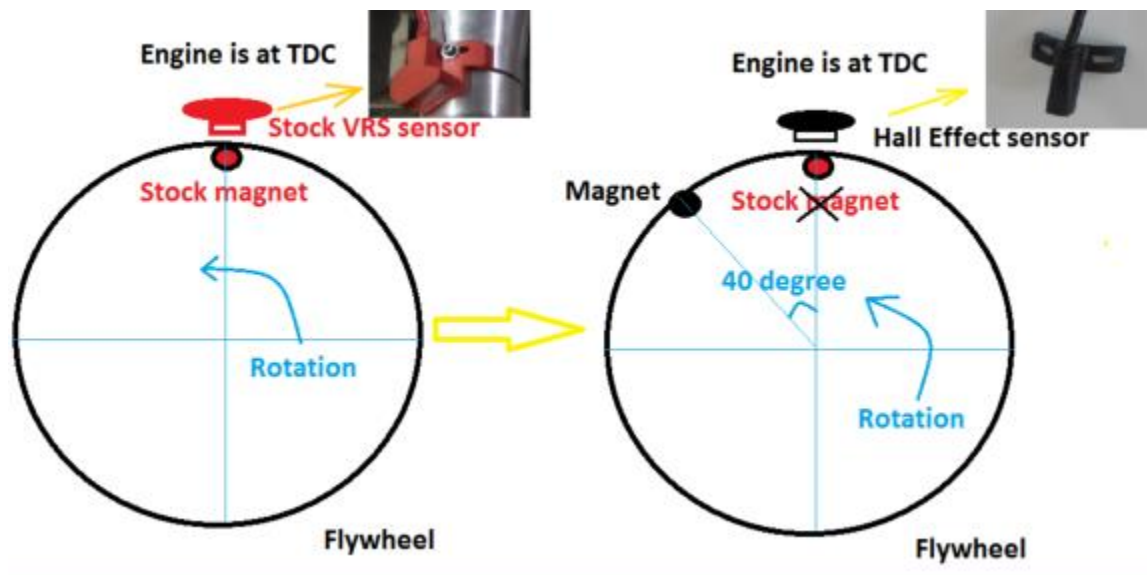 Engine is at TDC
Stock VRS sensor
Stock magnet
Rotation
Flywheel
Engine is at TDC
Hall Effect sensor
Magnet
Stock magnet
40 degree
Rotation
Flywheel